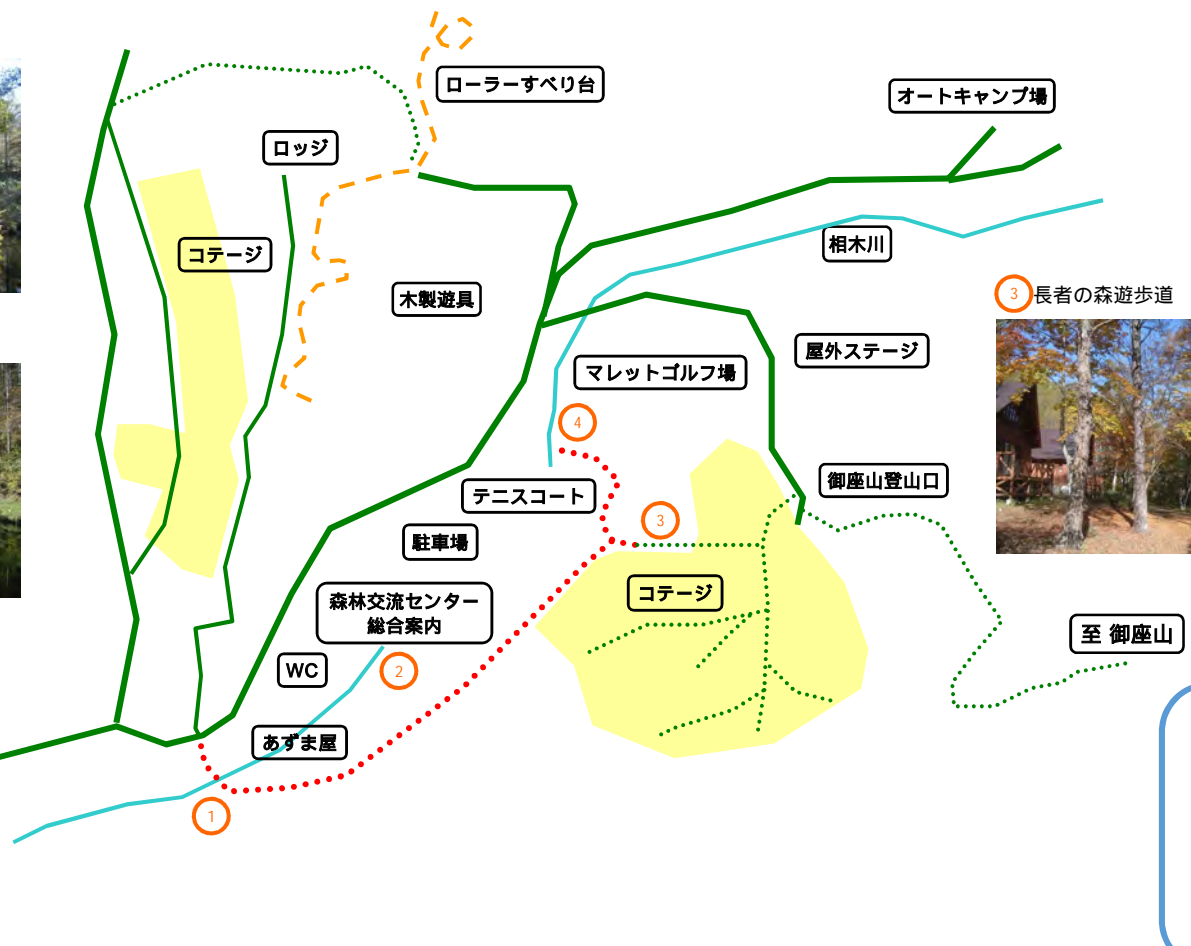 ローラーすべり台
オートキャンプ場
ロッジ
コテージ
相木川
木製遊具
3 長者の森遊歩道
屋外ステージ
マレットゴルフ場
4
御座山登山口
テニスコート
3
駐車場
コテージ
森林交流センター
総合案内
至 御座山
WC
2
あずま屋
1